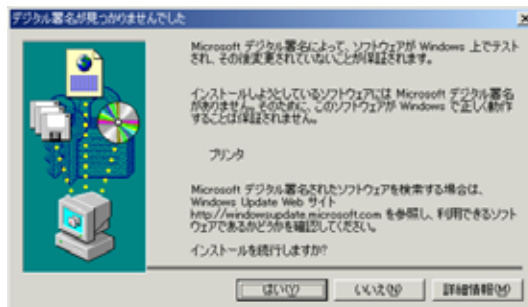 デジタル署名が見つかりませんでした
Microsoft デジタル署名によって、ソフトウェアが Windows 上でテスト
され、その後変更されていないことが保証されます。
インストールしようとしているソフトウェアには Microsoft デジタル署名
がありません。そのために、このソフトウェアが Windows で正しく動作
することは保証されません。
プリンタ
Microsoft デジタル署名されたソフトウェアを検索する場合は、
Windows Update Web サイト
http://windowsupdate.microsoft.com を参照し、利用できるソフト
ウェアであるかどうかを確認してください。
インストールを続行しますか?
はい(Y) いいえ(N) 詳細情報(M)